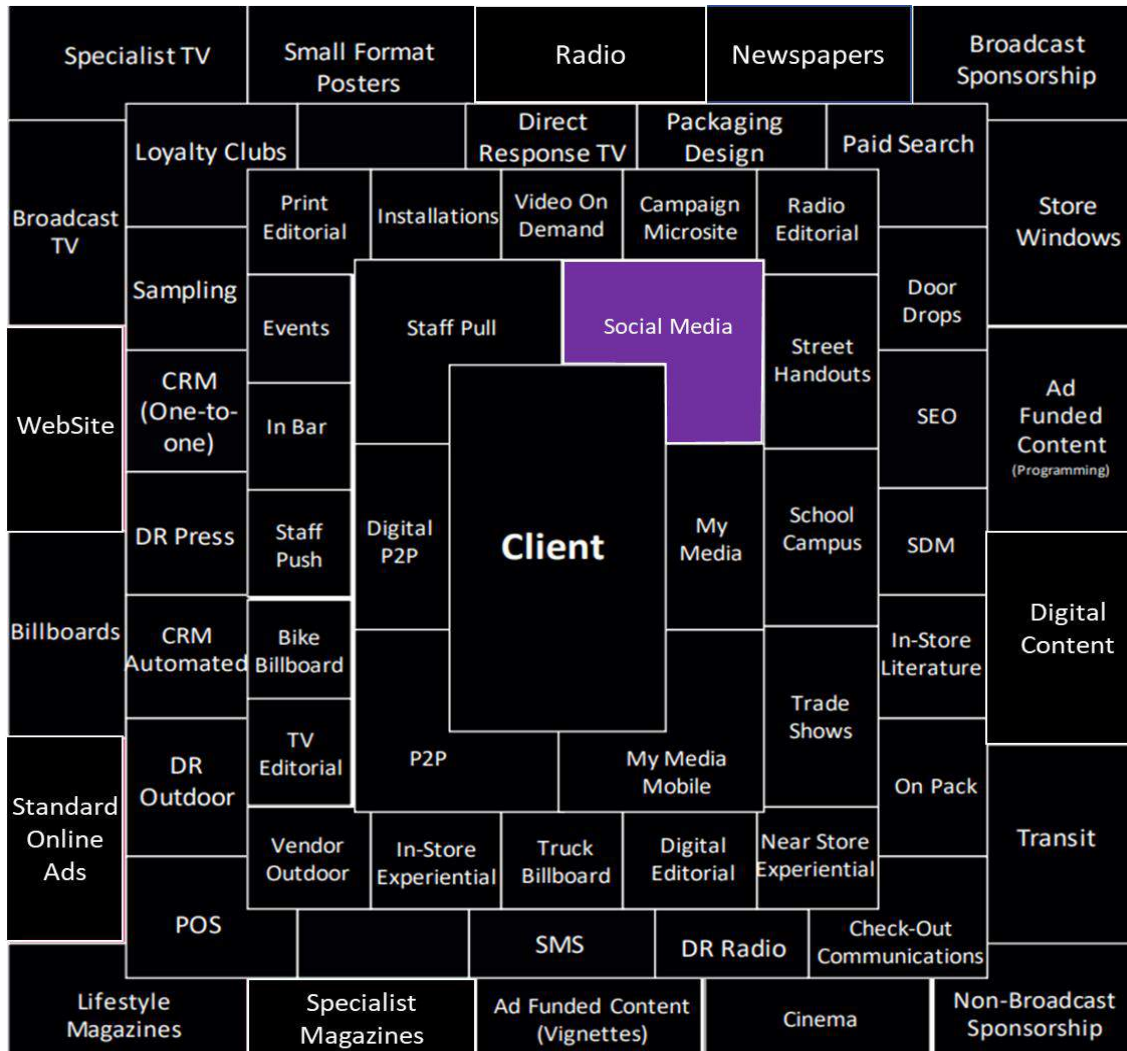 Specialist TV
Small Format
Posters
Radio
Newspapers
Broadcast
Sponsorship
Loyalty Clubs
Direct
Response TV
Packaging
Design
Paid Search
Broadcast
TV
Print
Editorial
Installations
Video On
Demand
Campaign
Microsite
Radio
Editorial
Store
Windows
Sampling
Events
Staff Pull
Social Media
Street
Handouts
Door
Drops
WebSite
CRM
(One-to-
one)
In Bar
SEO
Ad
Funded
Content
(Programming)
DR Press
Staff
Push
Digital
P2P
Client
My
Media
School
Campus
SDM
Billboards
CRM
Automated
Bike
Billboard
In-Store
Literature
Digital
Content
DR
Outdoor
TV
Editorial
P2P
My Media
Mobile
Trade
Shows
On Pack
Standard
Online
Ads
Vendor
Outdoor
In-Store
Experiential
Truck
Billboard
Digital
Editorial
Near Store
Experiential
Transit
POS
SMS
DR Radio
Check-Out
Communications
Lifestyle
Magazines
Specialist
Magazines
Ad Funded Content
(Vignettes)
Cinema
Non-Broadcast
Sponsorship